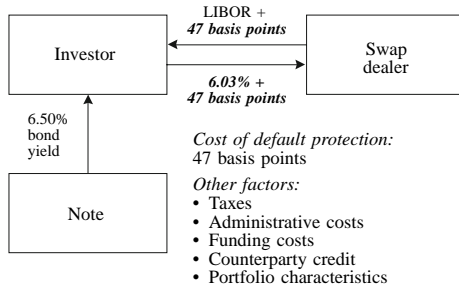 LIBOR +
47 basis points
Investor
Swap
dealer
6.03% +
47 basis points
6.50%
bond
yield
Cost of default protection:
47 basis points
Other factors:
Note
• Taxes
• Administrative costs
• Funding costs
• Counterparty credit
• Portfolio characteristics